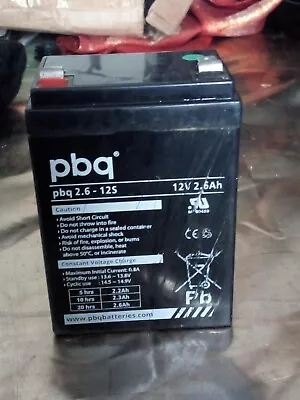 pbq®
pbq 2.6 - 12S
12V 2.6Ah
Caution
• Avoid Short Circuit
• Do not throw into fire
• Do not charge in a sealed container
• Avoid mechanical shock
• Risk of fire, explosion, or burns
• Do not disassemble, heat
above 50°C, or incinerate
Constant Voltage Charge
• Maximum Initial Current: 0.8A
• Standby use : 13.6 ~ 13.8V
• Cyclic use : 14.5 ~ 14.9V
5 hrs 2.2Ah
10 hrs 2.3Ah
20 hrs 2.6Ah
Pb
www.pbqbatteries.com